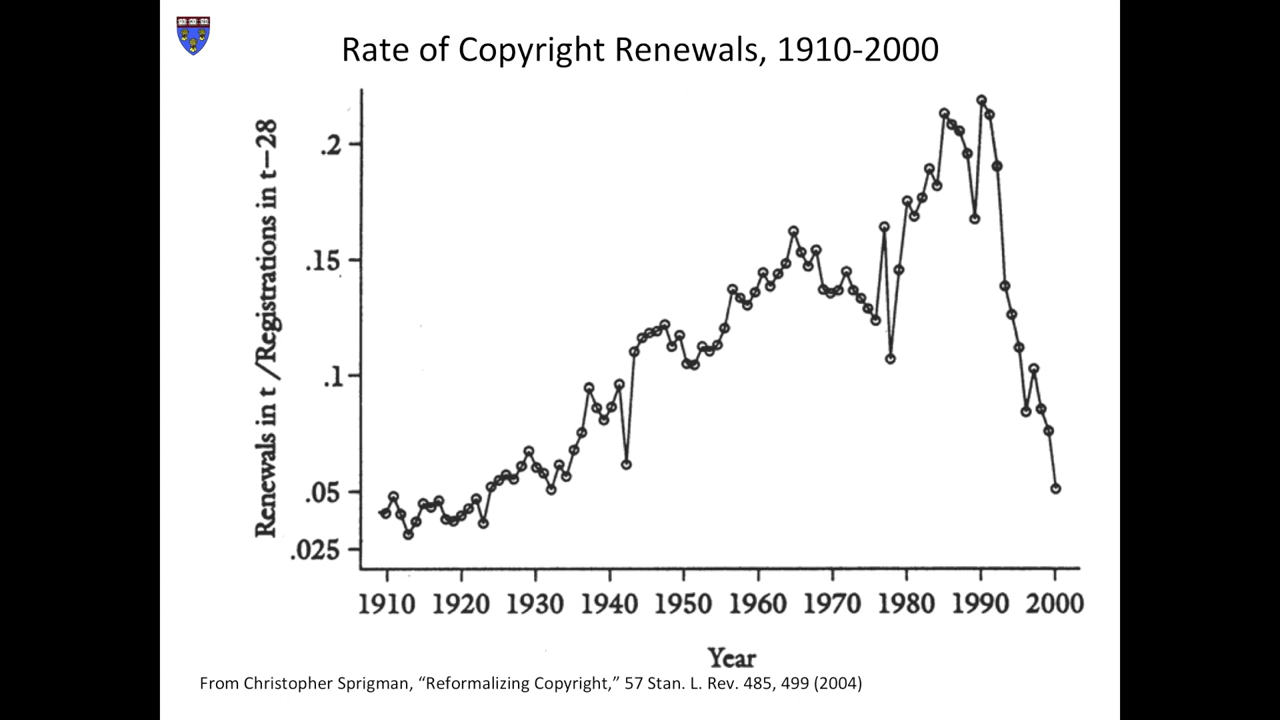 Rate of Copyright Renewals, 1910-2000
Renewals in t /Registrations in t−28
.2
.15
.1
.05
.025
1910 1920 1930 1940 1950 1960 1970 1980 1990 2000
Year
From Christopher Sprigman, “Reformalizing Copyright,” 57 Stan. L. Rev. 485, 499 (2004)